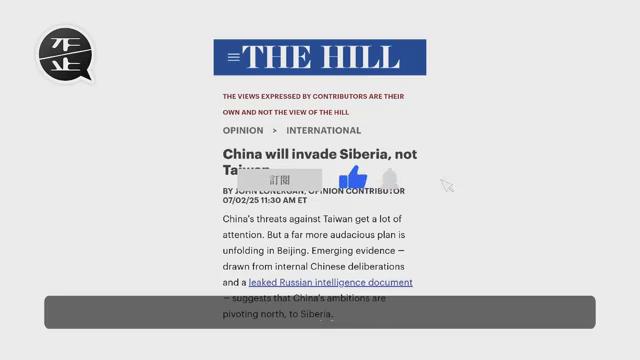 THE HILL
THE VIEWS EXPRESSED BY CONTRIBUTORS ARE THEIR
OWN AND NOT THE VIEW OF THE HILL
OPINION > INTERNATIONAL
China will invade Siberia, not
Taiwan
訂閱
BY JOHN LONERGAN, OPINION CONTRIBUTOR
07/02/25 11:30 AM ET
China's threats against Taiwan get a lot of
attention. But a far more audacious plan is
unfolding in Beijing. Emerging evidence —
drawn from internal Chinese deliberations
and a leaked Russian intelligence document
— suggests that China's ambitions are
pivoting north, to Siberia.